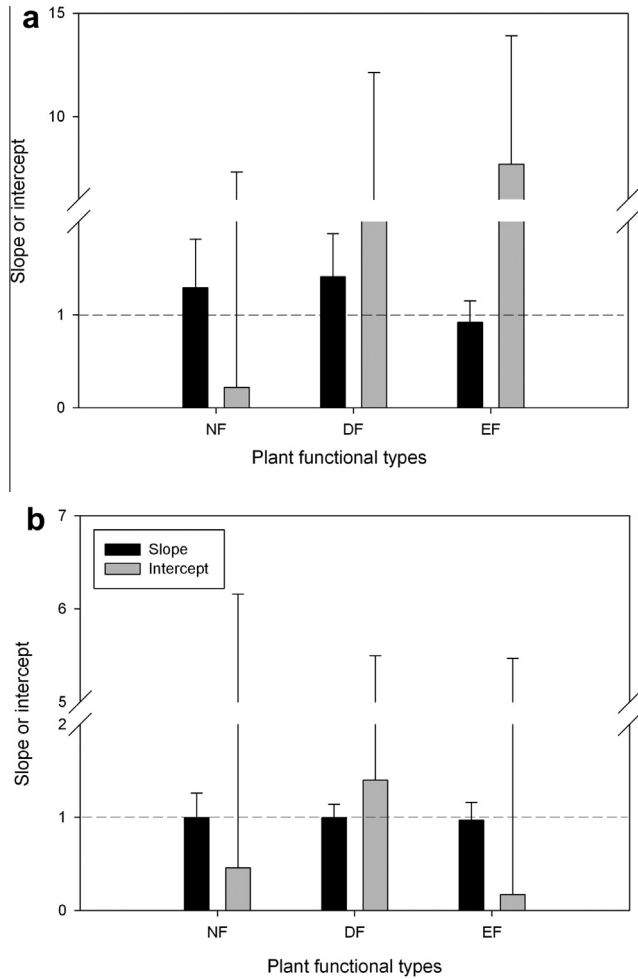 a
15
10
1
0
Slope or intercept
NF DF EF
Plant functional types
b
7
6
5
2
1
0
Slope or intercept
Slope
Intercept
NF DF EF
Plant functional types